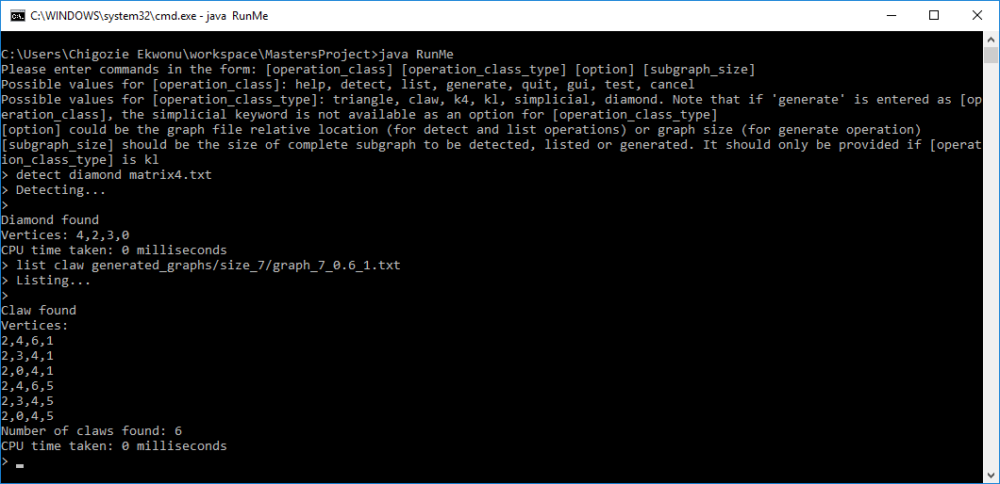 C:\WINDOWS\system32\cmd.exe - java  RunMe
C:\Users\Chigozie Ekwonu\workspace\MastersProject>java RunMe
Please enter commands in the form: [operation_class] [operation_class_type] [option] [subgraph_size]
Possible values for [operation_class]: help, detect, list, generate, quit, gui, test, cancel
Possible values for [operation_class_type]: triangle, claw, k4, kl, simplicial, diamond. Note that if 'generate' is entered as [op
eration_class], the simplicial keyword is not available as an option for [operation_class_type]
[option] could be the graph file relative location (for detect and list operations) or graph size (for generate operation)
[subgraph_size] should be the size of complete subgraph to be detected, listed or generated. It should only be provided if [operat
ion_class_type] is kl
> detect diamond matrix4.txt
> Detecting...
>
Diamond found
Vertices: 4,2,3,0
CPU time taken: 0 milliseconds
> list claw generated_graphs/size_7/graph_7_0.6_1.txt
> Listing...
>
Claw found
Vertices:
2,4,6,1
2,3,4,1
2,0,4,1
2,4,6,5
2,3,4,5
2,0,4,5
Number of claws found: 6
CPU time taken: 0 milliseconds
>